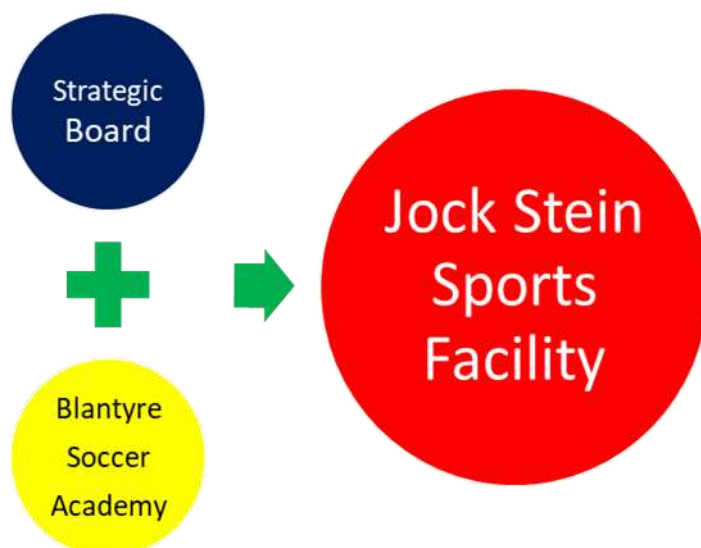 Strategic
Board
Jock Stein
Sports
Facility
Blantyre
Soccer
Academy